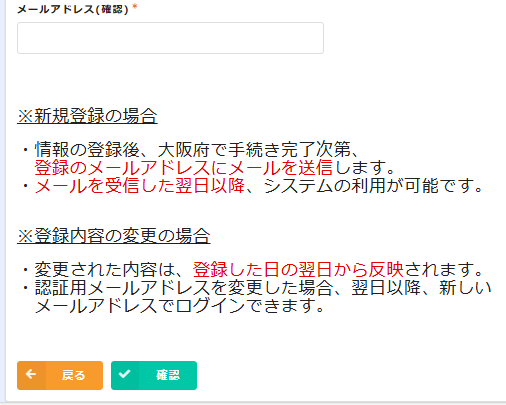 メールアドレス(確認) *
※新規登録の場合
・情報の登録後、大阪府で手続き完了次第、
登録のメールアドレスにメールを送信します。
・メールを受信した翌日以降、システムの利用が可能です。
※登録内容の変更の場合
・変更された内容は、登録した日の翌日から反映されます。
・認証用メールアドレスを変更した場合、翌日以降、新しい
メールアドレスでログインできます。
戻る
確認